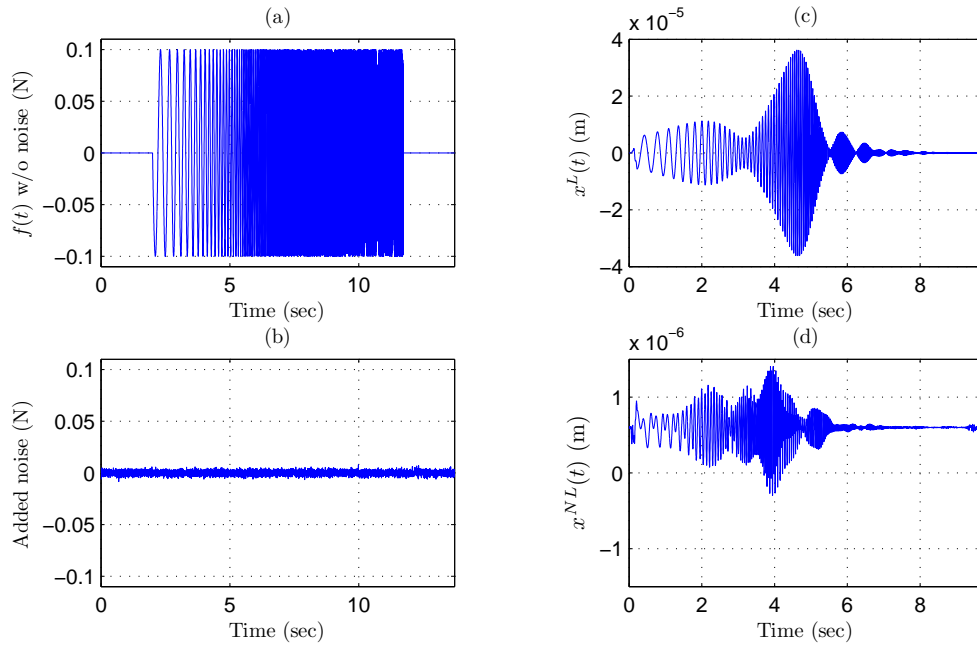 (a)
0.1
0.05
0
−0.05
−0.1
f(t) w/o noise (N)
0 5 10
Time (sec)
(b)
0.1
0.05
0
−0.05
−0.1
Added noise (N)
0 5 10
Time (sec)
(c)
x 10^−5
4
2
0
−2
−4
x^L(t) (m)
0 2 4 6 8
Time (sec)
(d)
x 10^−6
1
0
−1
x^NL(t) (m)
0 2 4 6 8
Time (sec)